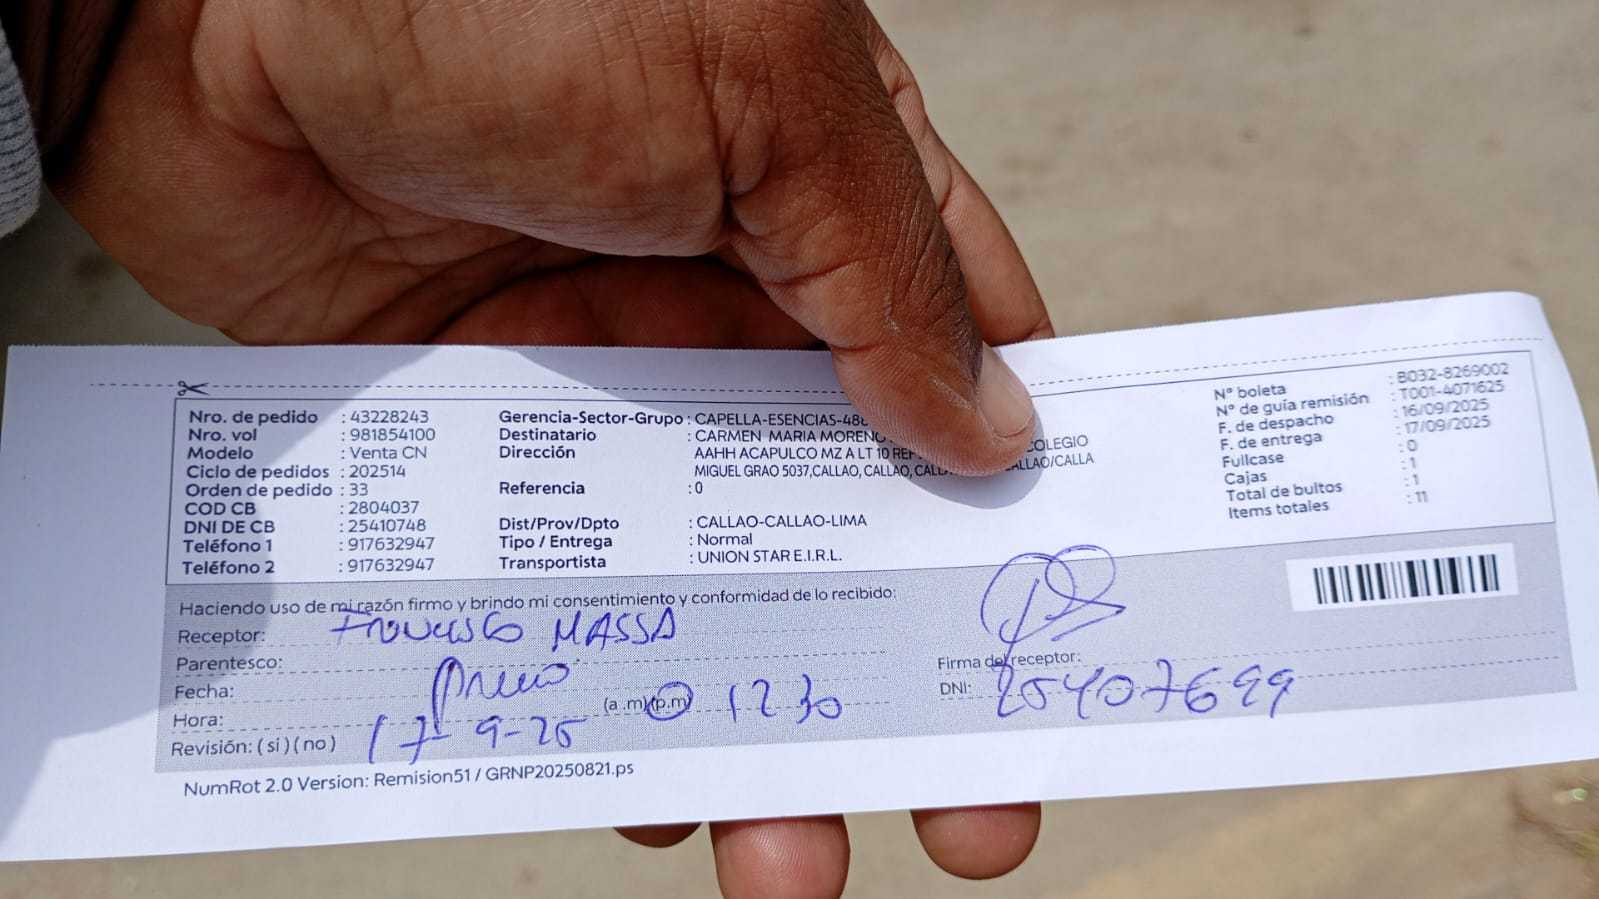 Nro. de pedido : 43228243
Nro. vol : 981854100
Modelo : Venta CN
Ciclo de pedidos : 202514
Orden de pedido : 33
COD CB : 2804037
DNI DE CB : 25410748
Teléfono 1 : 917632947
Teléfono 2 : 917632947
Gerencia-Sector-Grupo : CAPELLA-ESENCIAS-48
Destinatario : CARMEN MARIA MORENO
Dirección : AAHH ACAPULCO MZ A LT 10 REF COLEGIO
MIGUEL GRAO 5037,CALLAO, CALLAO, CALLAO/CALLA
Referencia : 0
Dist/Prov/Dpto : CALLAO-CALLAO-LIMA
Tipo / Entrega : Normal
Transportista : UNION STAR E.I.R.L.
N° boleta : B032-8269002
N° de guía remisión : T001-4071625
F. de despacho : 16/09/2025
F. de entrega : 17/09/2025
Fullcase : 0
Cajas : 1
Total de bultos : 1
Items totales : 11
Haciendo uso de mi razón firmo y brindo mi consentimiento y conformidad de lo recibido:
Receptor: Francisco MASSA
Parentesco:
Fecha:
Hora: (a .m) (p.m) 1230
Revisión: ( si ) ( no ) 17-9-25
Firma del receptor:
DNI: 25407699
NumRot 2.0 Version: Remision51 / GRNP20250821.ps